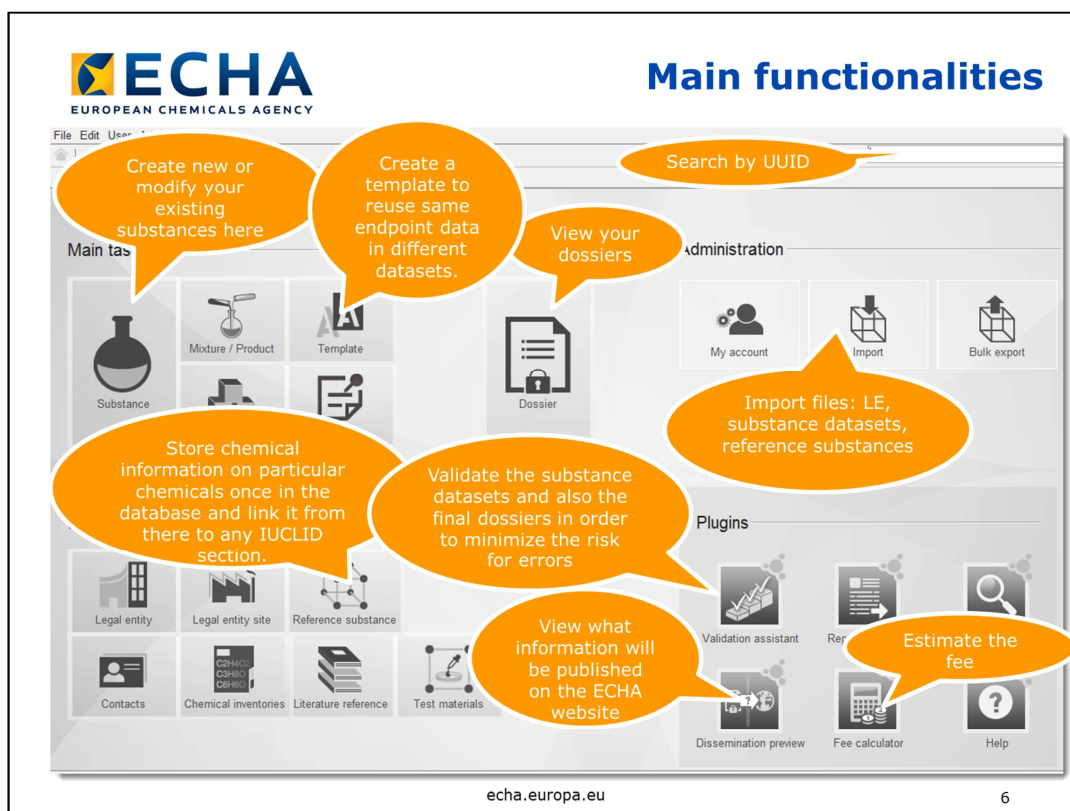 ECHA
EUROPEAN CHEMICALS AGENCY
Main functionalities
File Edit
Create new or
modify your
existing
substances here
Create a
template to
reuse same
endpoint data
in different
datasets.
Search by UUID
View your
dossiers
Main
Administration
Substance
Mixture / Product
Template
Dossier
My account
Import
Bulk export
Import files: LE,
substance datasets,
reference substances
Store chemical
information on particular
chemicals once in the
database and link it from
there to any IUCLID
section.
Validate the substance
datasets and also the
final dossiers in order
to minimize the risk
for errors
Plugins
Legal entity
Legal entity site
Reference substance
Validation assistant
View what
information will
be published
on the ECHA
website
Estimate the
fee
C2H4O2
C3H8O
C6H6O
Contacts
Chemical inventories
Literature reference
Test materials
Dissemination preview
Fee calculator
Help
echa.europa.eu
6